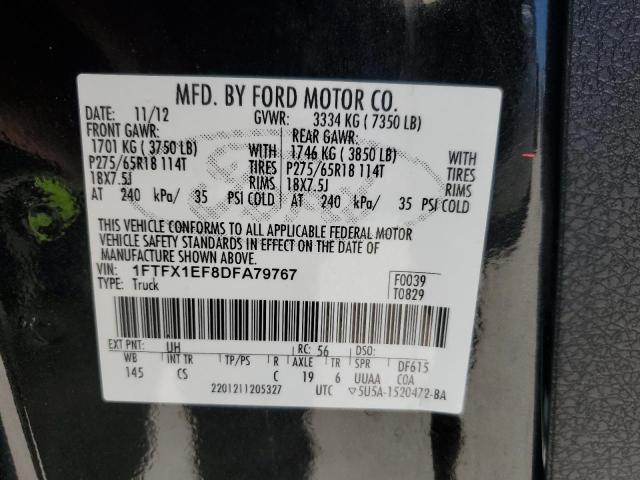 MFD. BY FORD MOTOR CO.
DATE: 11/12 GVWR: 3334 KG ( 7350 LB)
FRONT GAWR: REAR GAWR:
1701 KG ( 3750 LB) WITH 1746 KG ( 3850 LB) WITH
P275/65R18 114T TIRES P275/65R18 114T TIRES
18X7.5J RIMS 18X7.5J RIMS
AT 240 kPa/ 35 PSI COLD AT 240 kPa/ 35 PSI COLD
THIS VEHICLE CONFORMS TO ALL APPLICABLE FEDERAL MOTOR
VEHICLE SAFETY STANDARDS IN EFFECT ON THE DATE OF
MANUFACTURE SHOWN ABOVE.
VIN: 1FTFX1EF8DFA79767 F0039
TYPE: Truck T0829
EXT PNT: UH RC: 56 DSO:
WB INT TR TP/PS R AXLE TR SPR DF615
145 CS C 19 6 UUAA COA
2201211205327 UTC ▽5U5A-1520472-BA